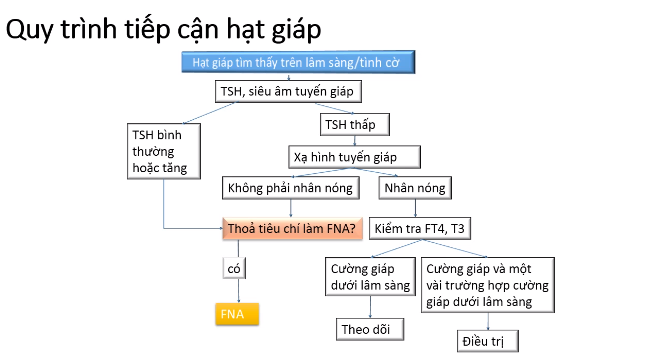 Quy trình tiếp cận hạt giáp
Hạt giáp tìm thấy trên lâm sàng/tình cờ
TSH, siêu âm tuyến giáp
TSH bình
thường
hoặc tăng
TSH thấp
Xạ hình tuyến giáp
Không phải nhân nóng
Nhân nóng
Thoả tiêu chí làm FNA?
Kiểm tra FT4, T3
có
Cường giáp
dưới lâm sàng
Cường giáp và một
vài trường hợp cường
giáp dưới lâm sàng
FNA
Theo dõi
Điều trị